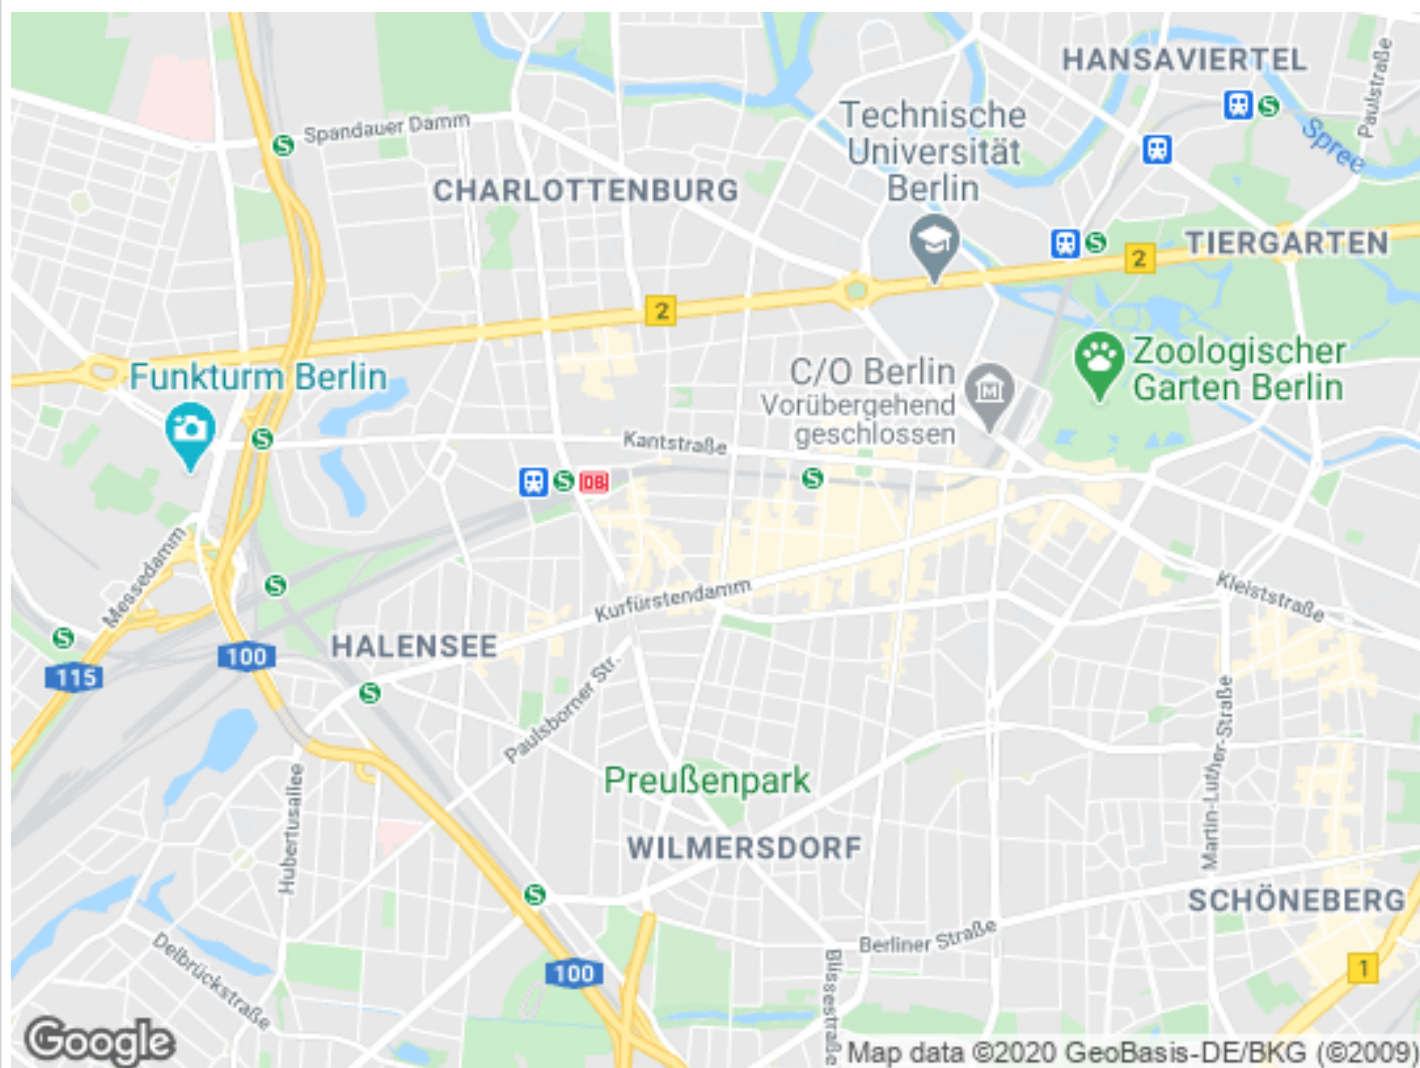 HANSAVIERTEL
Paulstraße
Technische
Universität
Berlin
S
Spree
Spandauer Damm
S
CHARLOTTENBURG
S
TIERGARTEN
2
2
Zoologischer
Garten Berlin
Funkturm Berlin
C/O Berlin
Vorübergehend
geschlossen
M
Kantstraße
S
S
DB
S
Messedamm
S
Kurfürstendamm
Kleiststraße
S
HALENSEE
100
115
S
Paulsborner Str.
Martin-Luther-Straße
Hubertusallee
Preußenpark
WILMERSDORF
S
SCHÖNEBERG
Berliner Straße
Delbrückstraße
100
Blissestraße
1
Google
Map data ©2020 GeoBasis-DE/BKG (©2009)